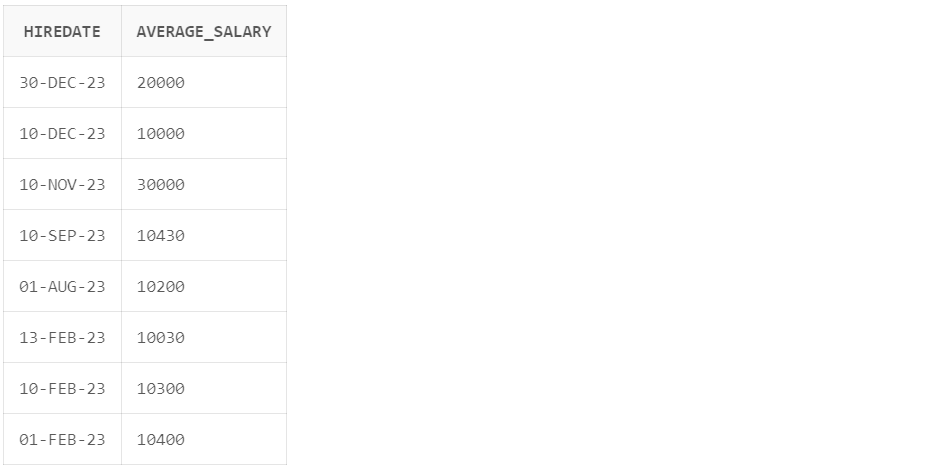 HIREDATE AVERAGE_SALARY
30-DEC-23 20000
10-DEC-23 10000
10-NOV-23 30000
10-SEP-23 10430
01-AUG-23 10200
13-FEB-23 10030
10-FEB-23 10300
01-FEB-23 10400